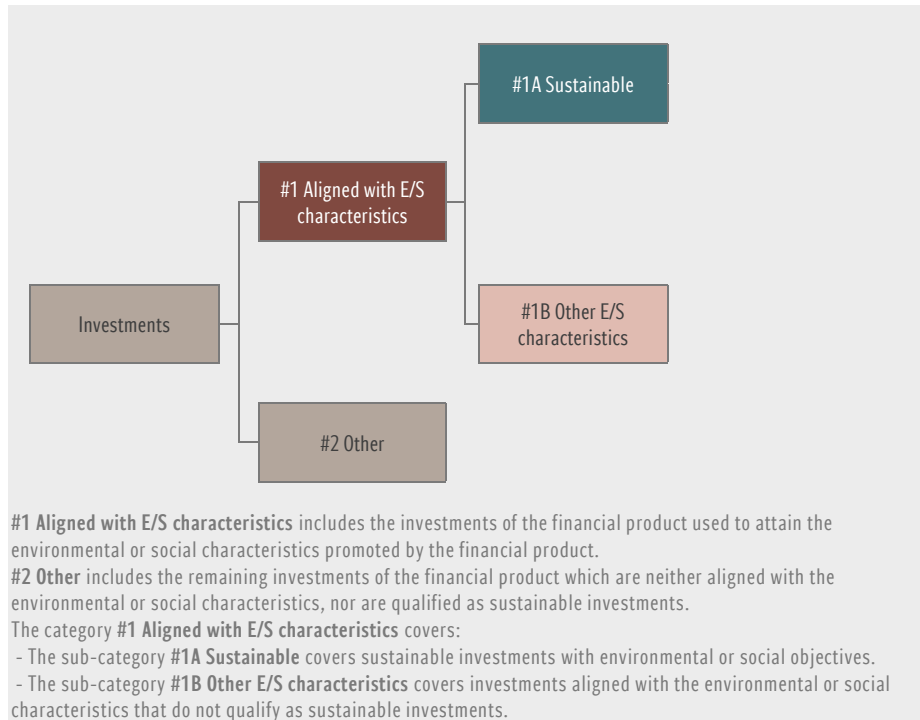 #1A Sustainable
#1 Aligned with E/S
characteristics
Investments
#1B Other E/S
characteristics
#2 Other
#1 Aligned with E/S characteristics includes the investments of the financial product used to attain the
environmental or social characteristics promoted by the financial product.
#2 Other includes the remaining investments of the financial product which are neither aligned with the
environmental or social characteristics, nor are qualified as sustainable investments.
The category #1 Aligned with E/S characteristics covers:
- The sub-category #1A Sustainable covers sustainable investments with environmental or social objectives.
- The sub-category #1B Other E/S characteristics covers investments aligned with the environmental or social
characteristics that do not qualify as sustainable investments.